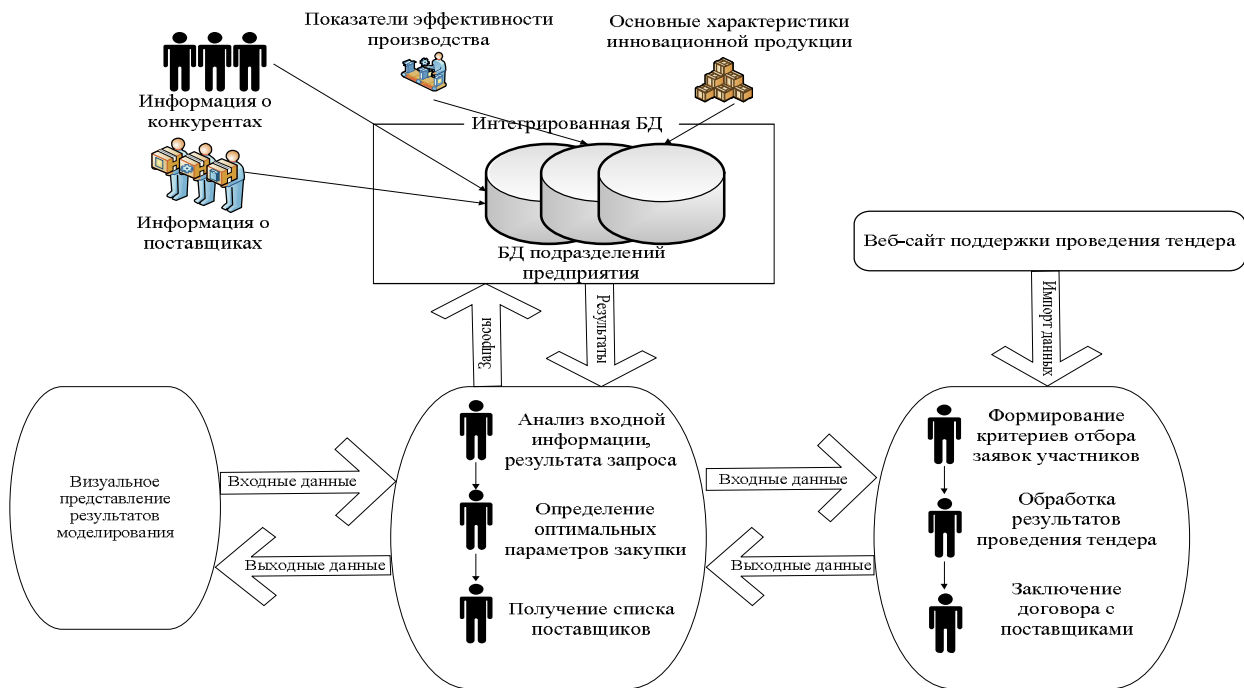 Показатели эффективности
производства
Основные характеристики
инновационной продукции
Информация о
конкурентах
Интегрированная БД
Информация о
поставщиках
БД подразделений
предприятия
Веб-сайт поддержки проведения тендера
Запросы
Результаты
Импорт данных
Визуальное
представление
результатов
моделирования
Входные данные
Выходные данные
Анализ входной
информации,
результата запроса
Определение
оптимальных
параметров закупки
Получение списка
поставщиков
Входные данные
Выходные данные
Формирование
критериев отбора
заявок участников
Обработка
результатов
проведения тендера
Заключение
договора с
поставщиками